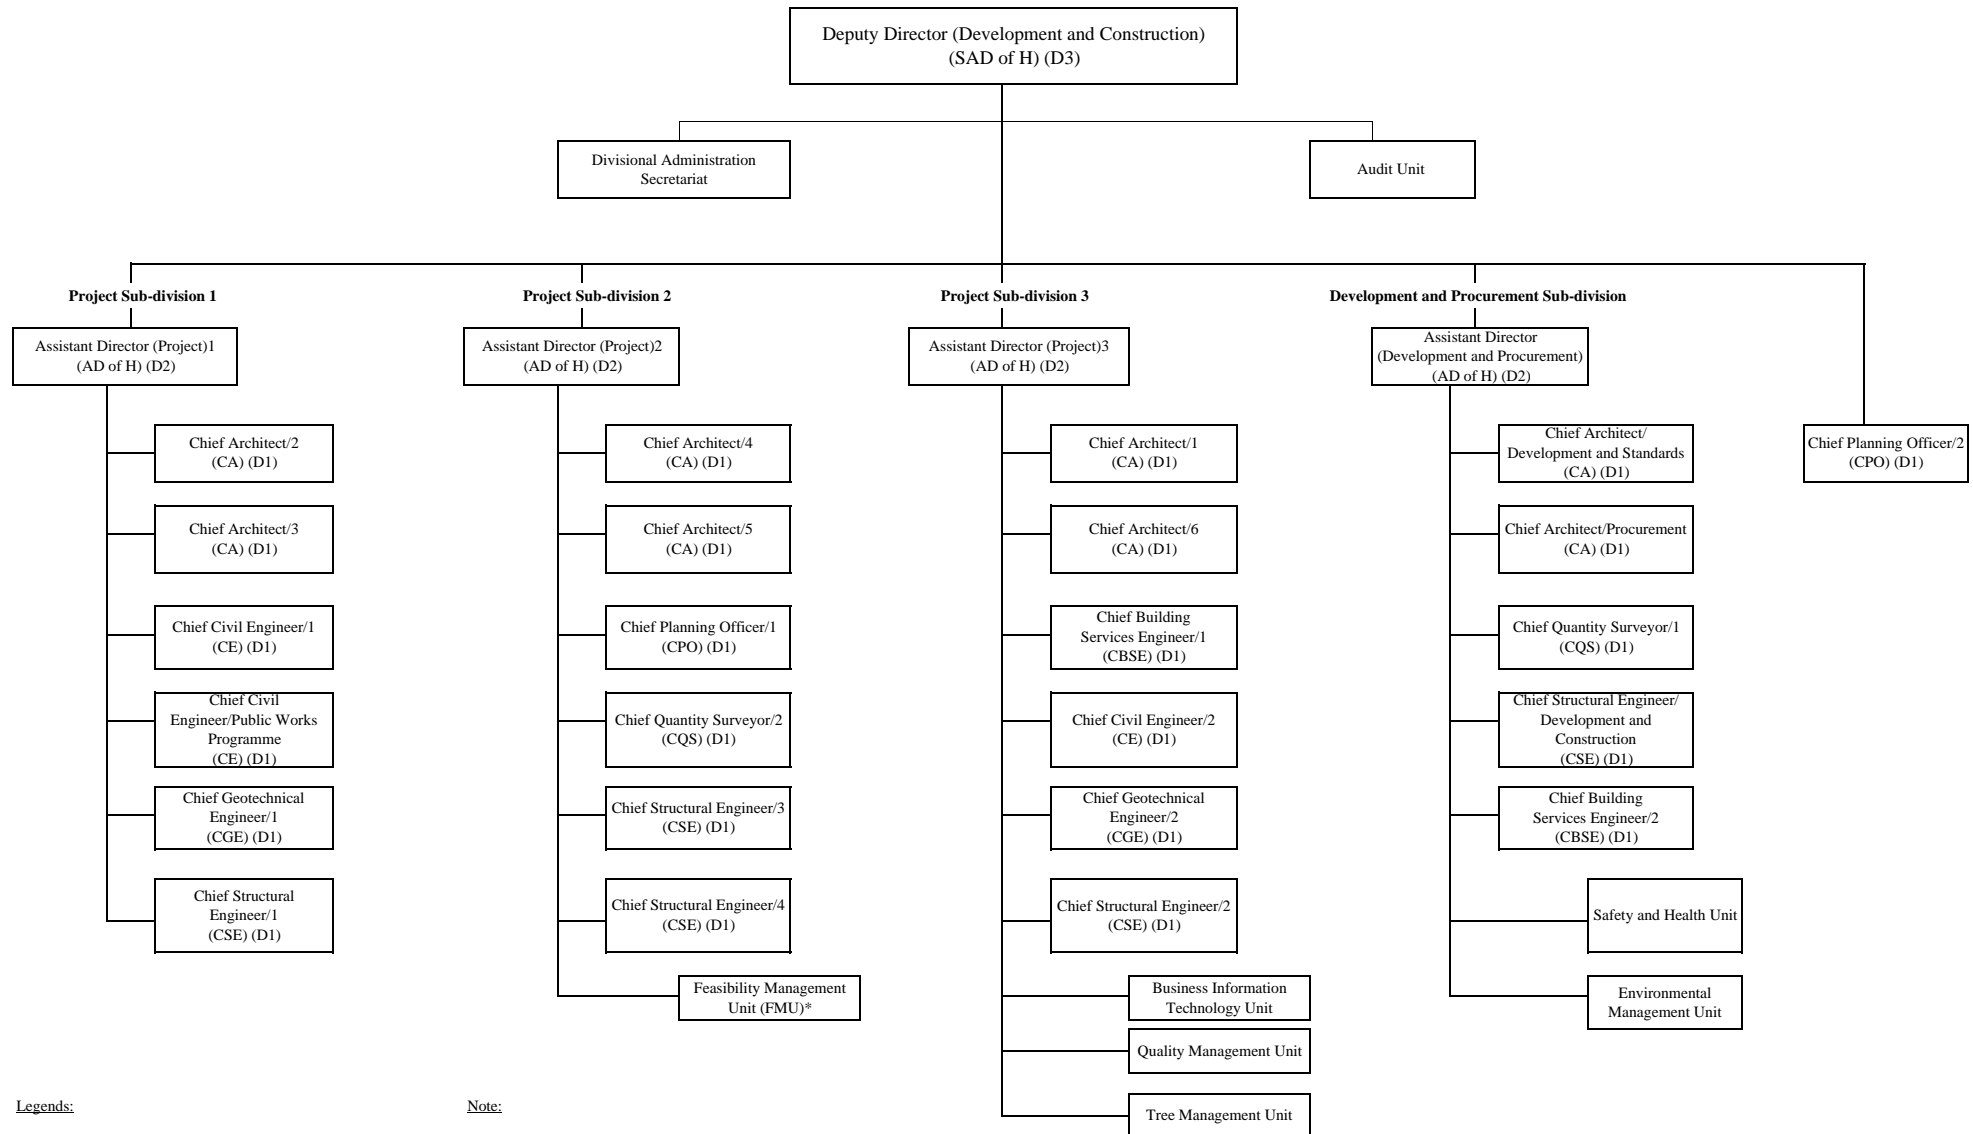 Deputy Director (Development and Construction)
(SAD of H) (D3)
Divisional Administration
Secretariat
Audit Unit
Project Sub-division 1
Assistant Director (Project)1
(AD of H) (D2)
Chief Architect/2
(CA) (D1)
Chief Architect/3
(CA) (D1)
Chief Civil Engineer/1
(CE) (D1)
Chief Civil
Engineer/Public Works
Programme
(CE) (D1)
Chief Geotechnical
Engineer/1
(CGE) (D1)
Chief Structural
Engineer/1
(CSE) (D1)
Project Sub-division 2
Assistant Director (Project)2
(AD of H) (D2)
Chief Architect/4
(CA) (D1)
Chief Architect/5
(CA) (D1)
Chief Planning Officer/1
(CPO) (D1)
Chief Quantity Surveyor/2
(CQS) (D1)
Chief Structural Engineer/3
(CSE) (D1)
Chief Structural Engineer/4
(CSE) (D1)
Feasibility Management
Unit (FMU)*
Project Sub-division 3
Assistant Director (Project)3
(AD of H) (D2)
Chief Architect/1
(CA) (D1)
Chief Architect/6
(CA) (D1)
Chief Building
Services Engineer/1
(CBSE) (D1)
Chief Civil Engineer/2
(CE) (D1)
Chief Geotechnical
Engineer/2
(CGE) (D1)
Chief Structural Engineer/2
(CSE) (D1)
Business Information
Technology Unit
Quality Management Unit
Tree Management Unit
Development and Procurement Sub-division
Assistant Director
(Development and Procurement)
(AD of H) (D2)
Chief Architect/
Development and Standards
(CA) (D1)
Chief Architect/Procurement
(CA) (D1)
Chief Quantity Surveyor/1
(CQS) (D1)
Chief Structural Engineer/
Development and
Construction
(CSE) (D1)
Chief Building
Services Engineer/2
(CBSE) (D1)
Safety and Health Unit
Environmental
Management Unit
Chief Planning Officer/2
(CPO) (D1)
Legends:
Note: